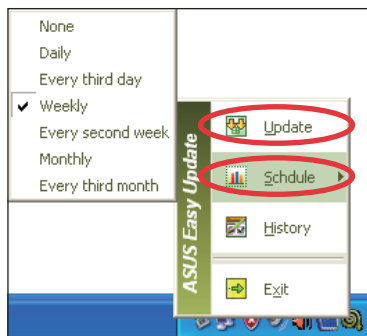 None
Daily
Every third day
Weekly
Every second week
Monthly
Every third month
ASUS Easy Update
Update
Schdule
History
Exit